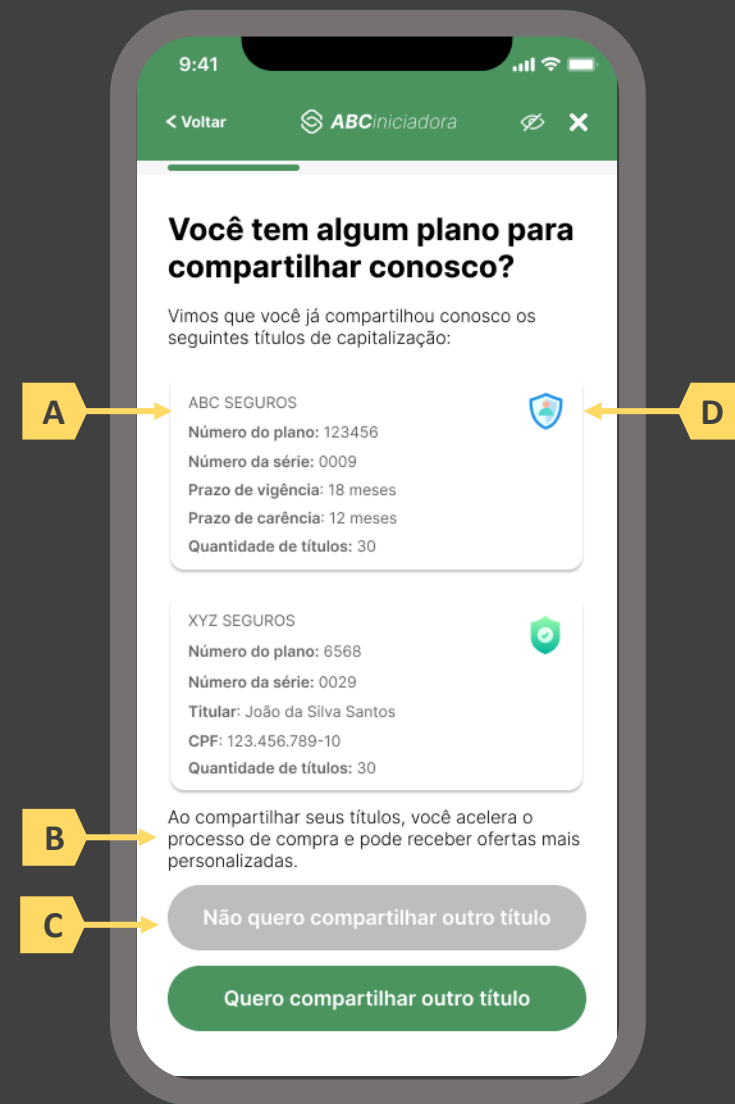 9:41
< Voltar
ABCiniciadora
Você tem algum plano para
compartilhar conosco?
Vimos que você já compartilhou conosco os
seguintes títulos de capitalização:
A
D
ABC SEGUROS
Número do plano: 123456
Número da série: 0009
Prazo de vigência: 18 meses
Prazo de carência: 12 meses
Quantidade de títulos: 30
XYZ SEGUROS
Número do plano: 6568
Número da série: 0029
Titular: João da Silva Santos
CPF: 123.456.789-10
Quantidade de títulos: 30
B
Ao compartilhar seus títulos, você acelera o
processo de compra e pode receber ofertas mais
personalizadas.
C
Não quero compartilhar outro título
Quero compartilhar outro título